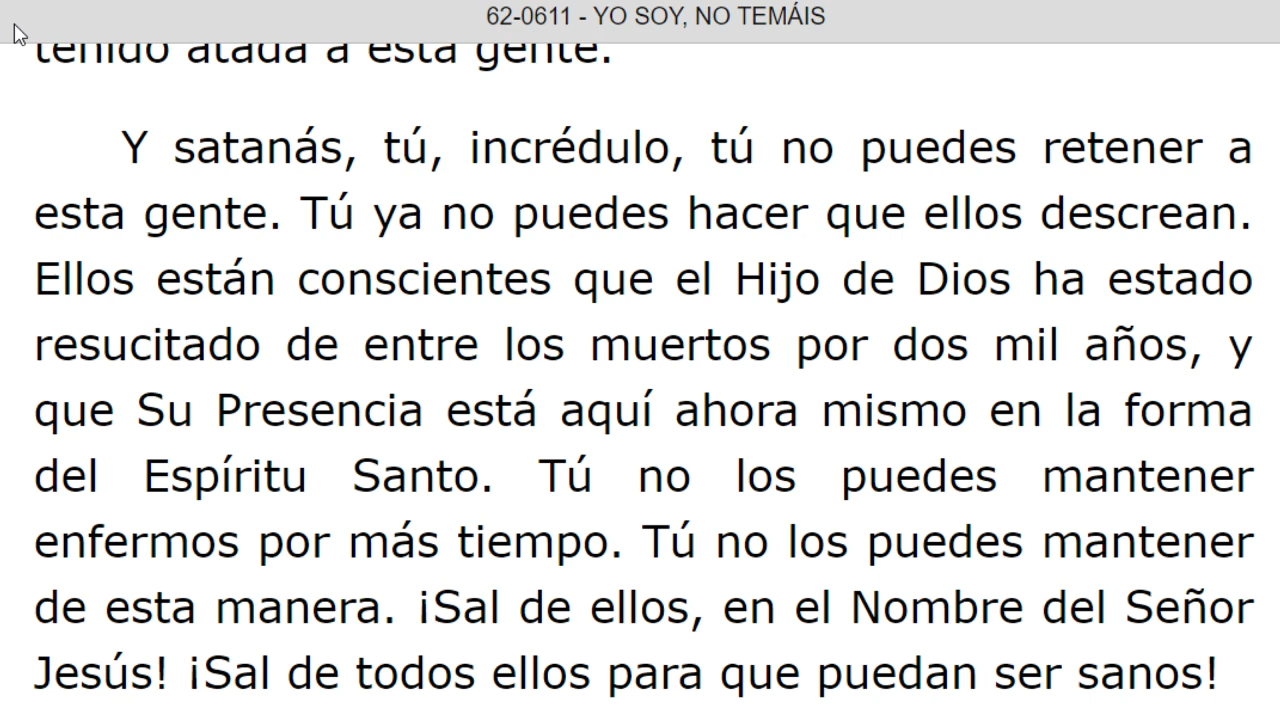 62-0611 - YO SOY, NO TEMÁIS
tenido atada a esta gente.
Y satanás, tú, incrédulo, tú no puedes retener a
esta gente. Tú ya no puedes hacer que ellos descrean.
Ellos están conscientes que el Hijo de Dios ha estado
resucitado de entre los muertos por dos mil años, y
que Su Presencia está aquí ahora mismo en la forma
del Espíritu Santo. Tú no los puedes mantener
enfermos por más tiempo. Tú no los puedes mantener
de esta manera. ¡Sal de ellos, en el Nombre del Señor
Jesús! ¡Sal de todos ellos para que puedan ser sanos!